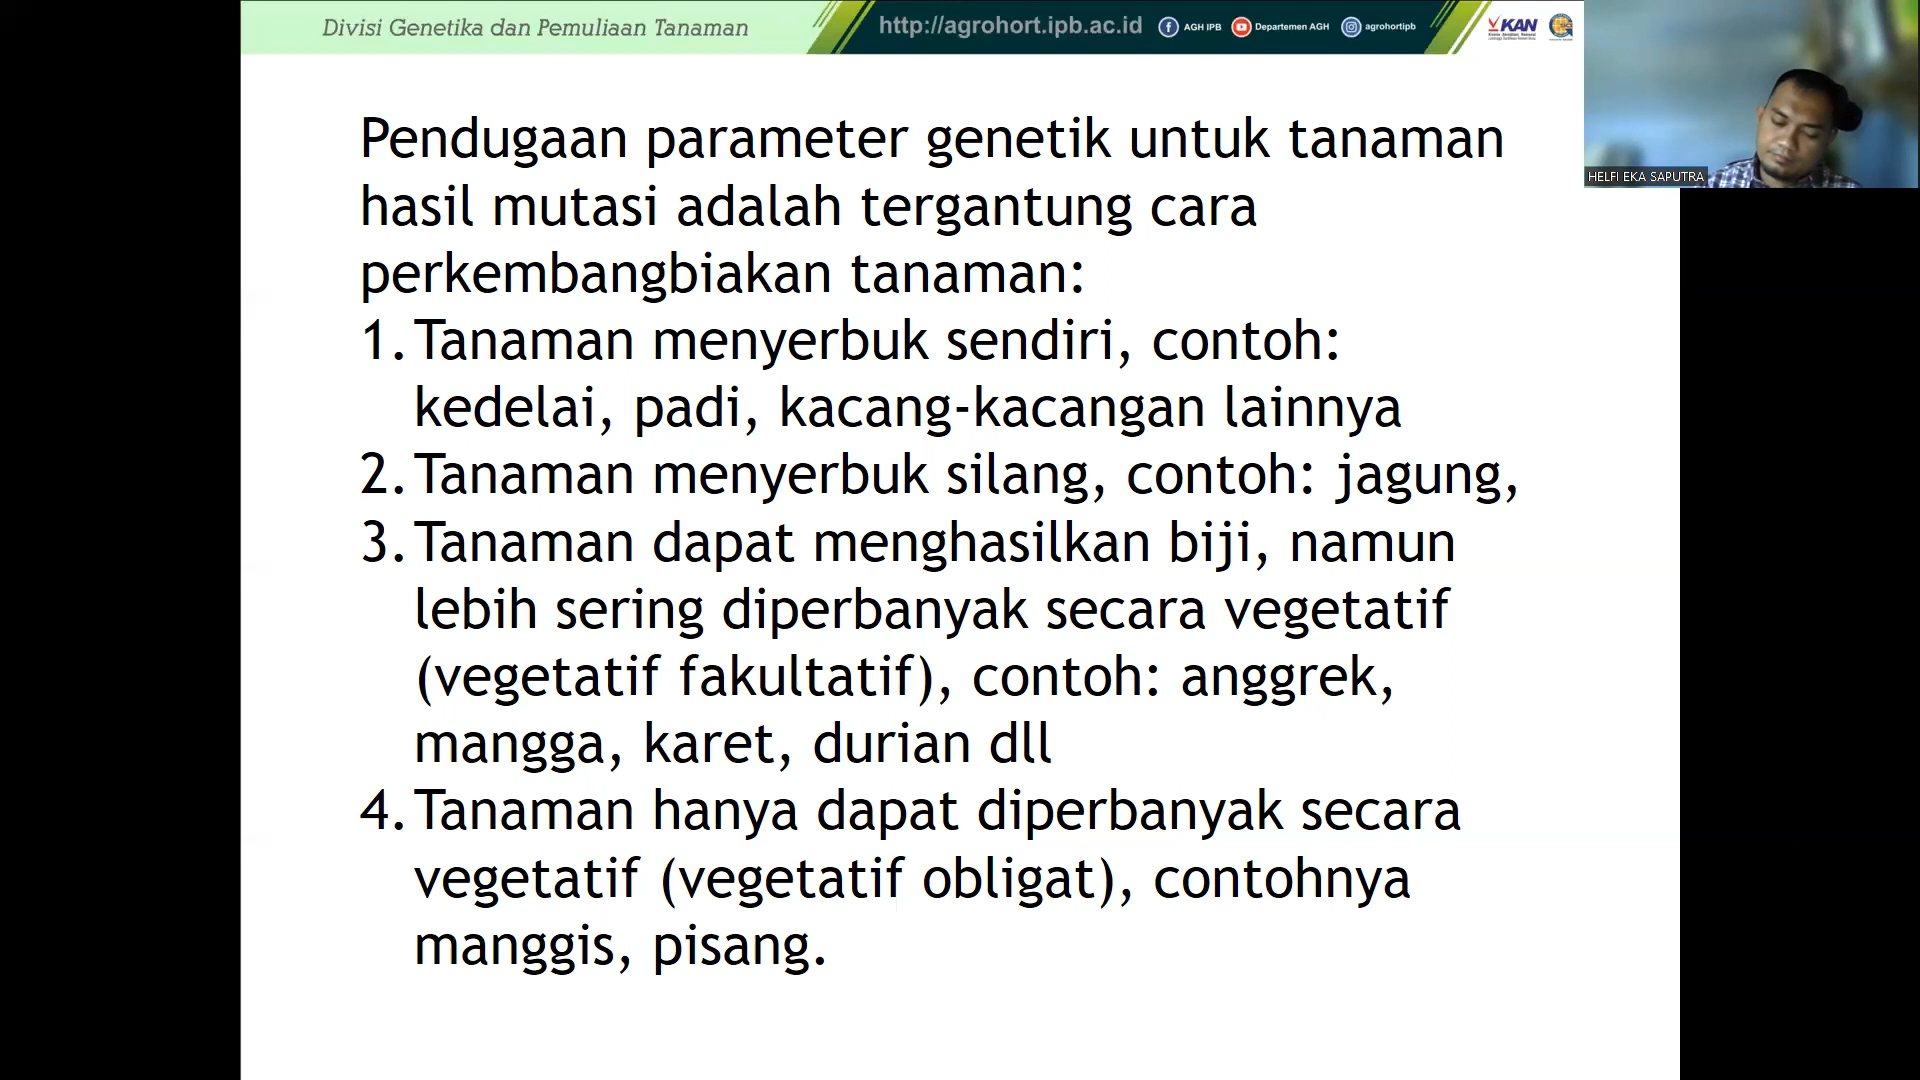 Divisi Genetika dan Pemuliaan Tanaman
http://agrohort.ipb.ac.id
AGH IPB
Departemen AGH
agrohortipb
KAN
HELFI EKA SAPUTRA
Pendugaan parameter genetik untuk tanaman
hasil mutasi adalah tergantung cara
perkembangbiakan tanaman:
1. Tanaman menyerbuk sendiri, contoh:
kedelai, padi, kacang-kacangan lainnya
2. Tanaman menyerbuk silang, contoh: jagung,
3. Tanaman dapat menghasilkan biji, namun
lebih sering diperbanyak secara vegetatif
(vegetatif fakultatif), contoh: anggrek,
mangga, karet, durian dll
4. Tanaman hanya dapat diperbanyak secara
vegetatif (vegetatif obligat), contohnya
manggis, pisang.